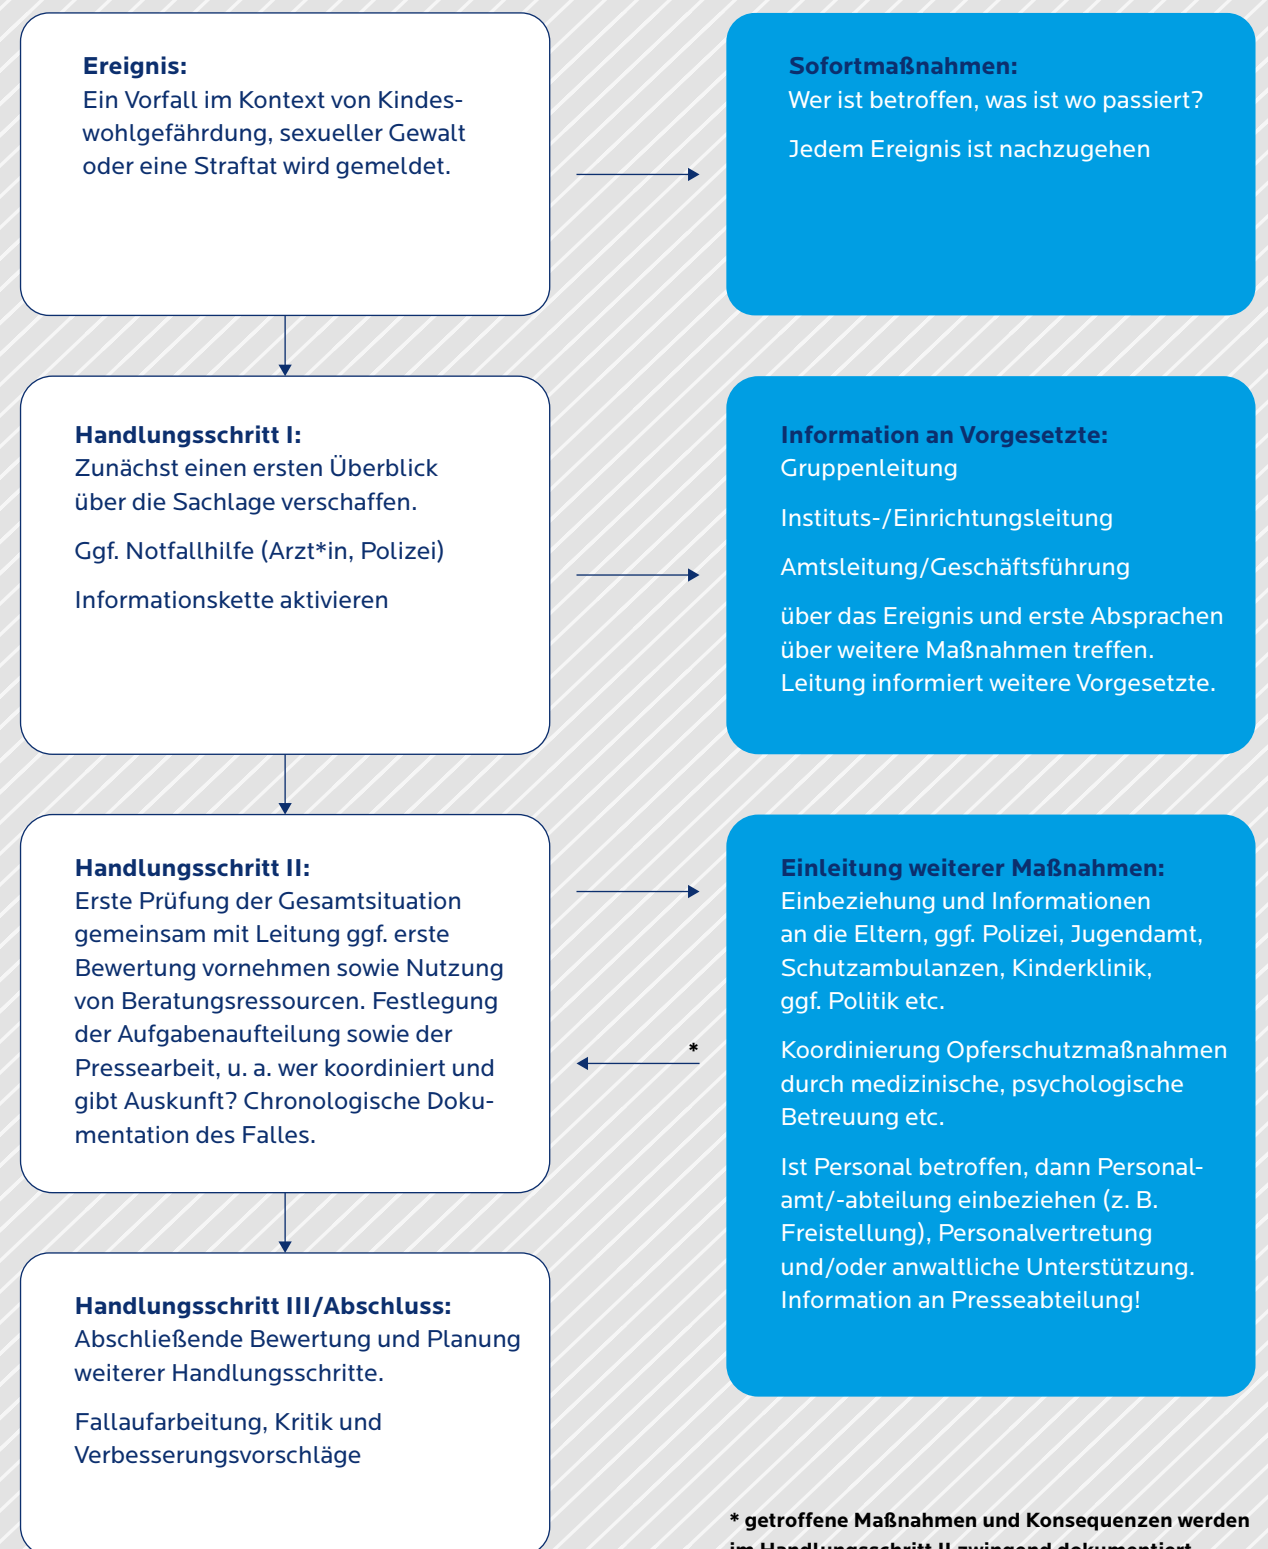 Ereignis:
Ein Vorfall im Kontext von Kindes-
wohlgefährdung, sexueller Gewalt
oder eine Straftat wird gemeldet.
Sofortmaßnahmen:
Wer ist betroffen, was ist wo passiert?
Jedem Ereignis ist nachzugehen
Handlungsschritt I:
Zunächst einen ersten Überblick
über die Sachlage verschaffen.
Ggf. Notfallhilfe (Arzt*in, Polizei)
Informationskette aktivieren
Information an Vorgesetzte:
Gruppenleitung
Instituts-/Einrichtungsleitung
Amtsleitung/Geschäftsführung
über das Ereignis und erste Absprachen
über weitere Maßnahmen treffen.
Leitung informiert weitere Vorgesetzte.
Handlungsschritt II:
Erste Prüfung der Gesamtsituation
gemeinsam mit Leitung ggf. erste
Bewertung vornehmen sowie Nutzung
von Beratungsressourcen. Festlegung
der Aufgabenaufteilung sowie der
Pressearbeit, u. a. wer koordiniert und
gibt Auskunft? Chronologische Doku-
mentation des Falles.
*
Einleitung weiterer Maßnahmen:
Einbeziehung und Informationen
an die Eltern, ggf. Polizei, Jugendamt,
Schutzambulanzen, Kinderklinik,
ggf. Politik etc.
Koordinierung Opferschutzmaßnahmen
durch medizinische, psychologische
Betreuung etc.
Ist Personal betroffen, dann Personal-
amt/-abteilung einbeziehen (z. B.
Freistellung), Personalvertretung
und/oder anwaltliche Unterstützung.
Information an Presseabteilung!
Handlungsschritt III/Abschluss:
Abschließende Bewertung und Planung
weiterer Handlungsschritte.
Fallaufarbeitung, Kritik und
Verbesserungsvorschläge
* getroffene Maßnahmen und Konsequenzen werden
im Handlungsschritt II zwingend dokumentiert